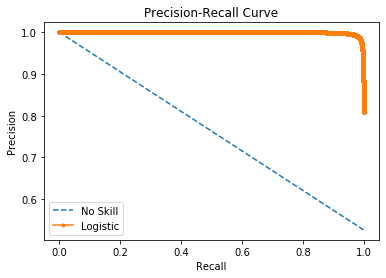 Precision-Recall Curve
1.0
0.9
0.8
0.7
0.6
Precision
No Skill
Logistic
0.0 0.2 0.4 0.6 0.8 1.0
Recall